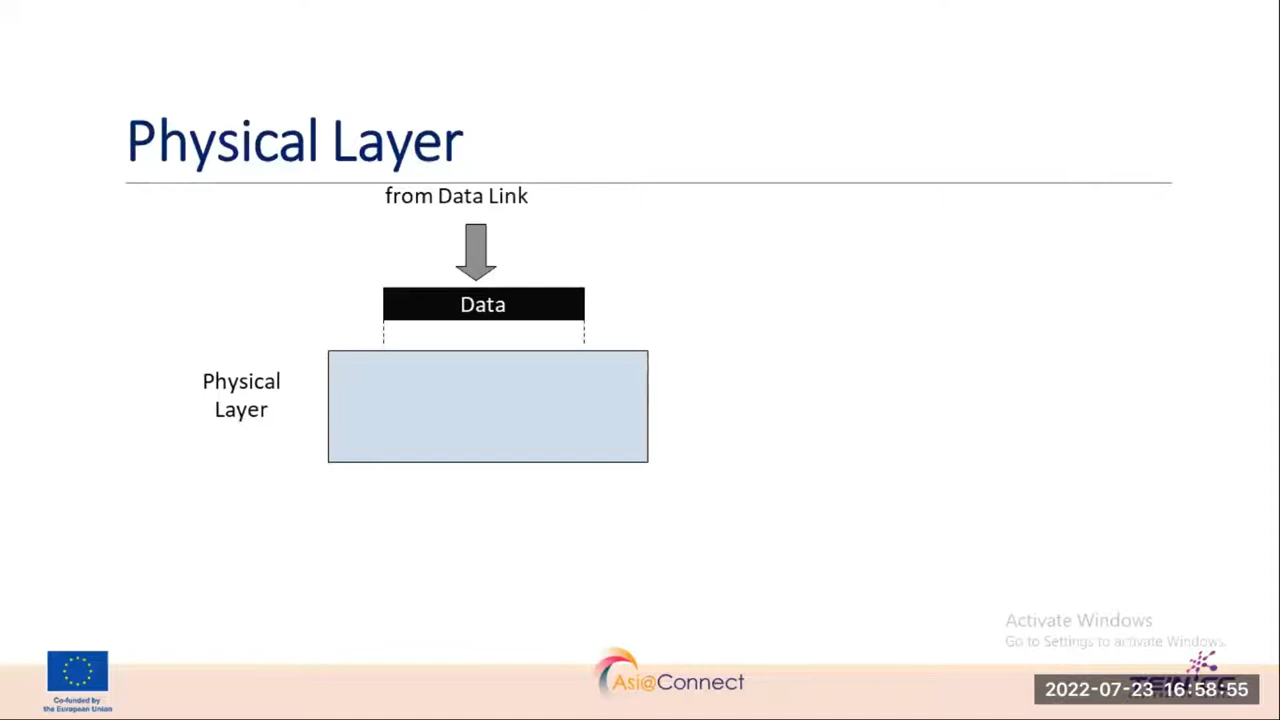 Physical Layer
from Data Link
Data
Physical
Layer
Activate Windows
Go to Settings to activate Windows.
Co-funded by
the European Union
Asi@Connect
2022-07-23 16:58:55